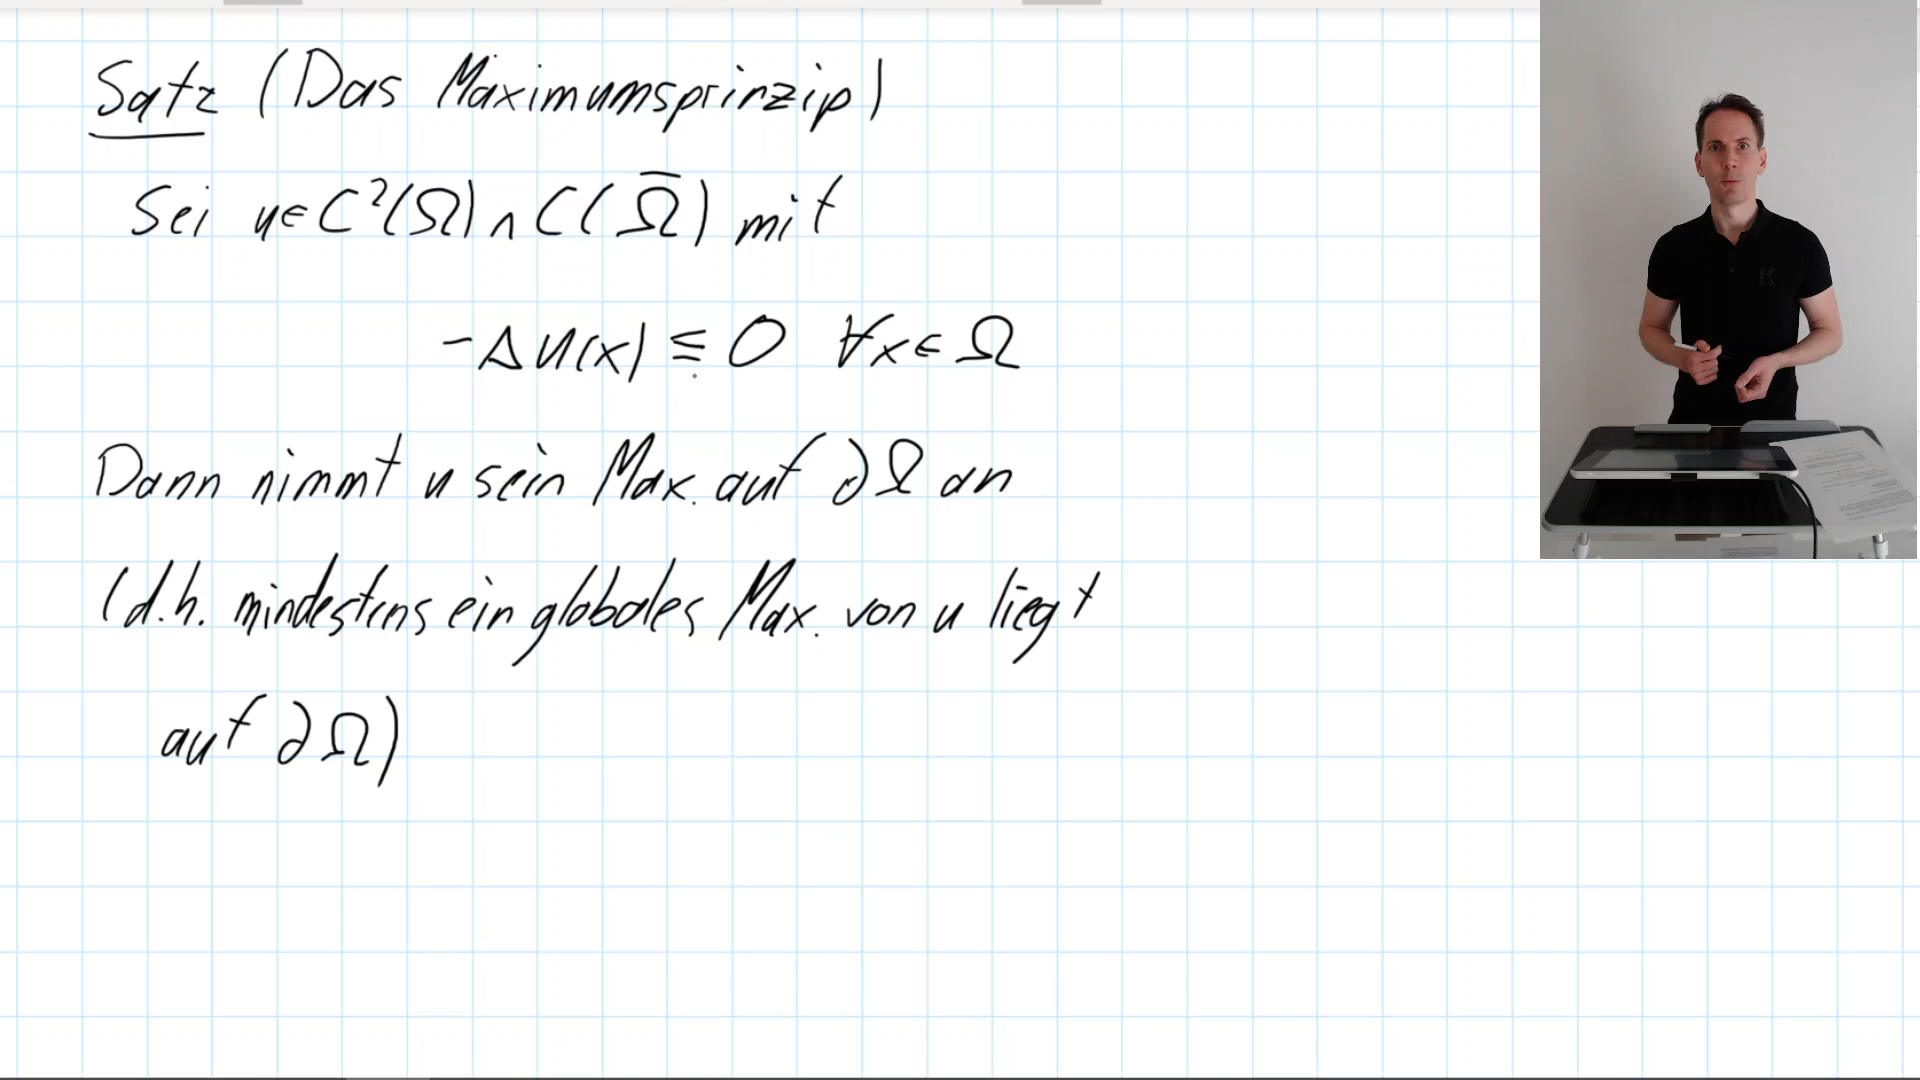 Satz (Das Maximumsprinzip)
Sei u∈C²(Ω)∩C(Ω̅) mit
-Δu(x) ≦ 0 ∀x∈Ω
Dann nimmt u sein Max. auf ∂Ω an
(d.h. mindestens ein globales Max. von u liegt
auf ∂Ω)